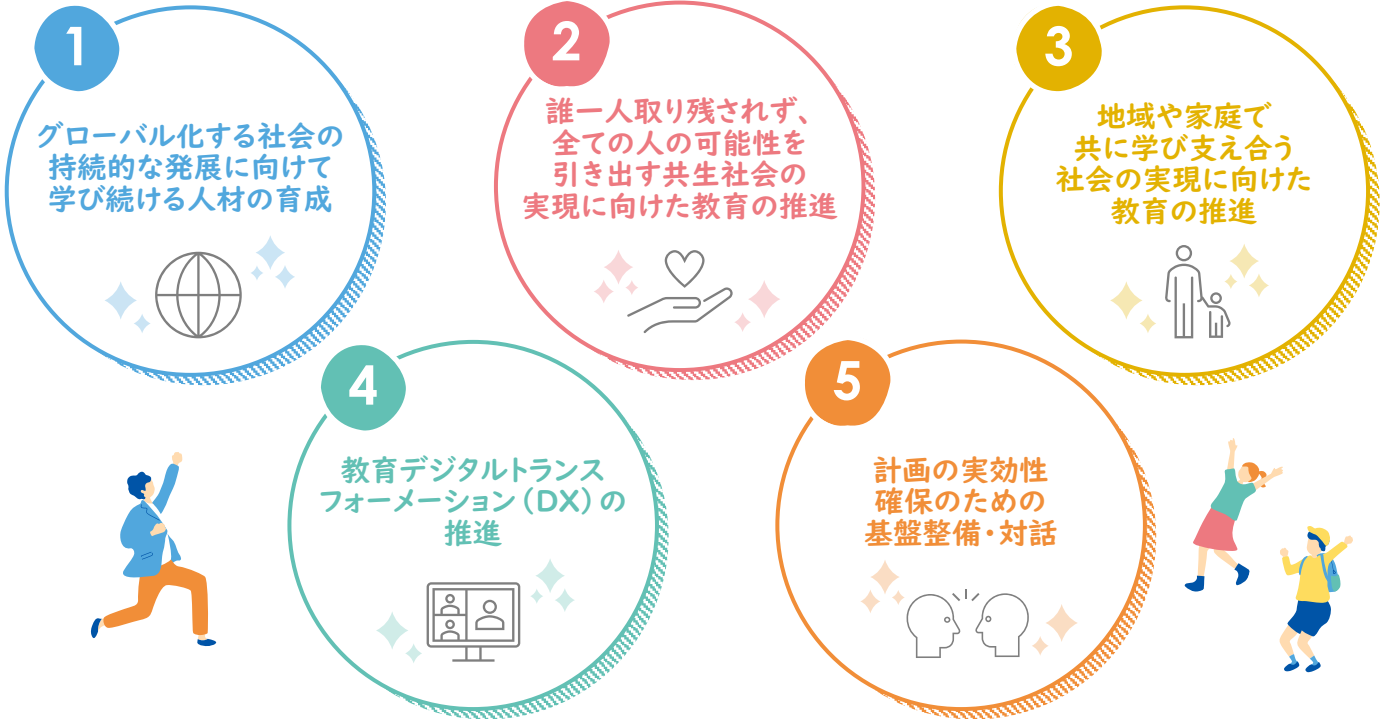 1
グローバル化する社会の
持続的な発展に向けて
学び続ける人材の育成
2
誰一人取り残されず、
全ての人の可能性を
引き出す共生社会の
実現に向けた教育の推進
3
地域や家庭で
共に学び支え合う
社会の実現に向けた
教育の推進
4
教育デジタルトランス
フォーメーション(DX)の
推進
5
計画の実効性
確保のための
基盤整備・対話